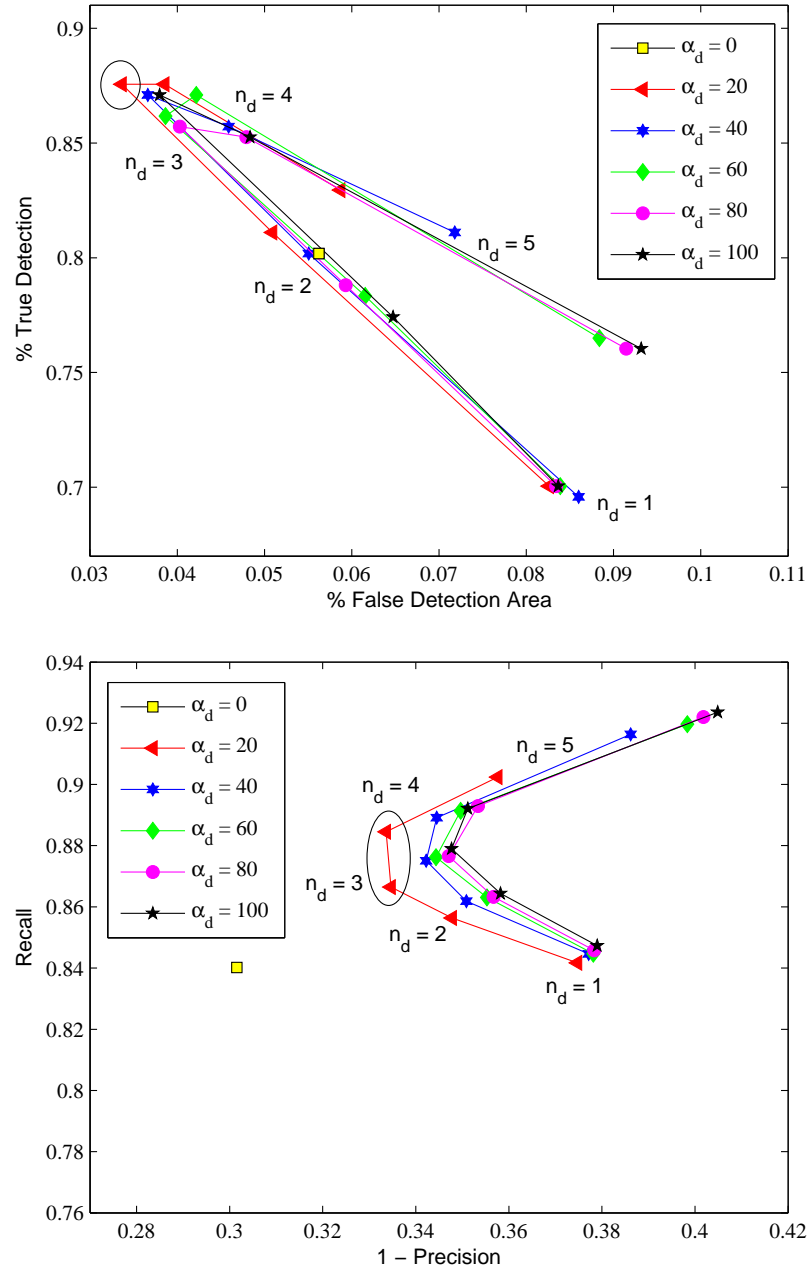 0.9
0.85
0.8
0.75
0.7
% True Detection
n_d = 4
n_d = 3
n_d = 5
n_d = 2
n_d = 1
α_d = 0
α_d = 20
α_d = 40
α_d = 60
α_d = 80
α_d = 100
0.03 0.04 0.05 0.06 0.07 0.08 0.09 0.1 0.11
% False Detection Area
0.94
0.92
0.9
0.88
0.86
0.84
0.82
0.8
0.78
0.76
Recall
α_d = 0
α_d = 20
α_d = 40
α_d = 60
α_d = 80
α_d = 100
n_d = 5
n_d = 4
n_d = 3
n_d = 2
n_d = 1
0.28 0.3 0.32 0.34 0.36 0.38 0.4 0.42
1 − Precision